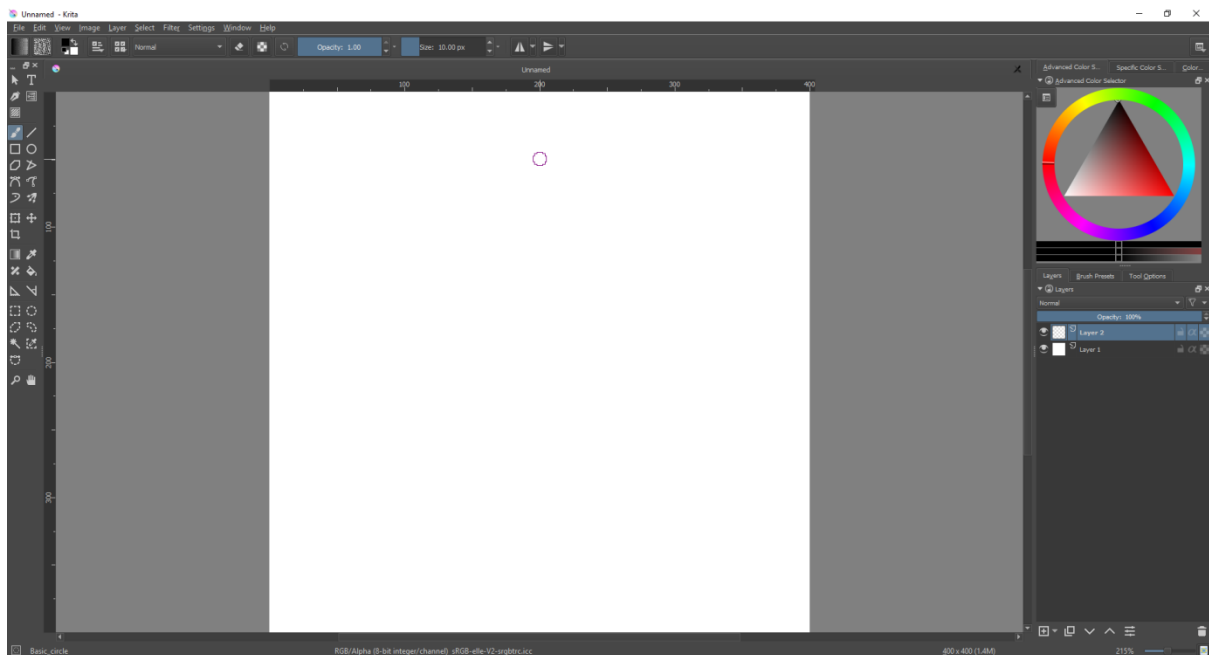 Unnamed - Krita
File Edit View Image Layer Select Filter Settings Window Help
Normal Opacity: 1.00 Size: 10.00 px
Unnamed
Advanced Color S... Specific Color S... Color...
Advanced Color Selector
100 200 300 400
100
200
300
Layers Brush Presets Tool Options
Layers
Normal
Opacity: 100%
Layer 2
Layer 1
Basic_circle RGB/Alpha (8-bit integer/channel) sRGB-elle-V2-srgbtrc.icc 400 x 400 (1.4M) 215%